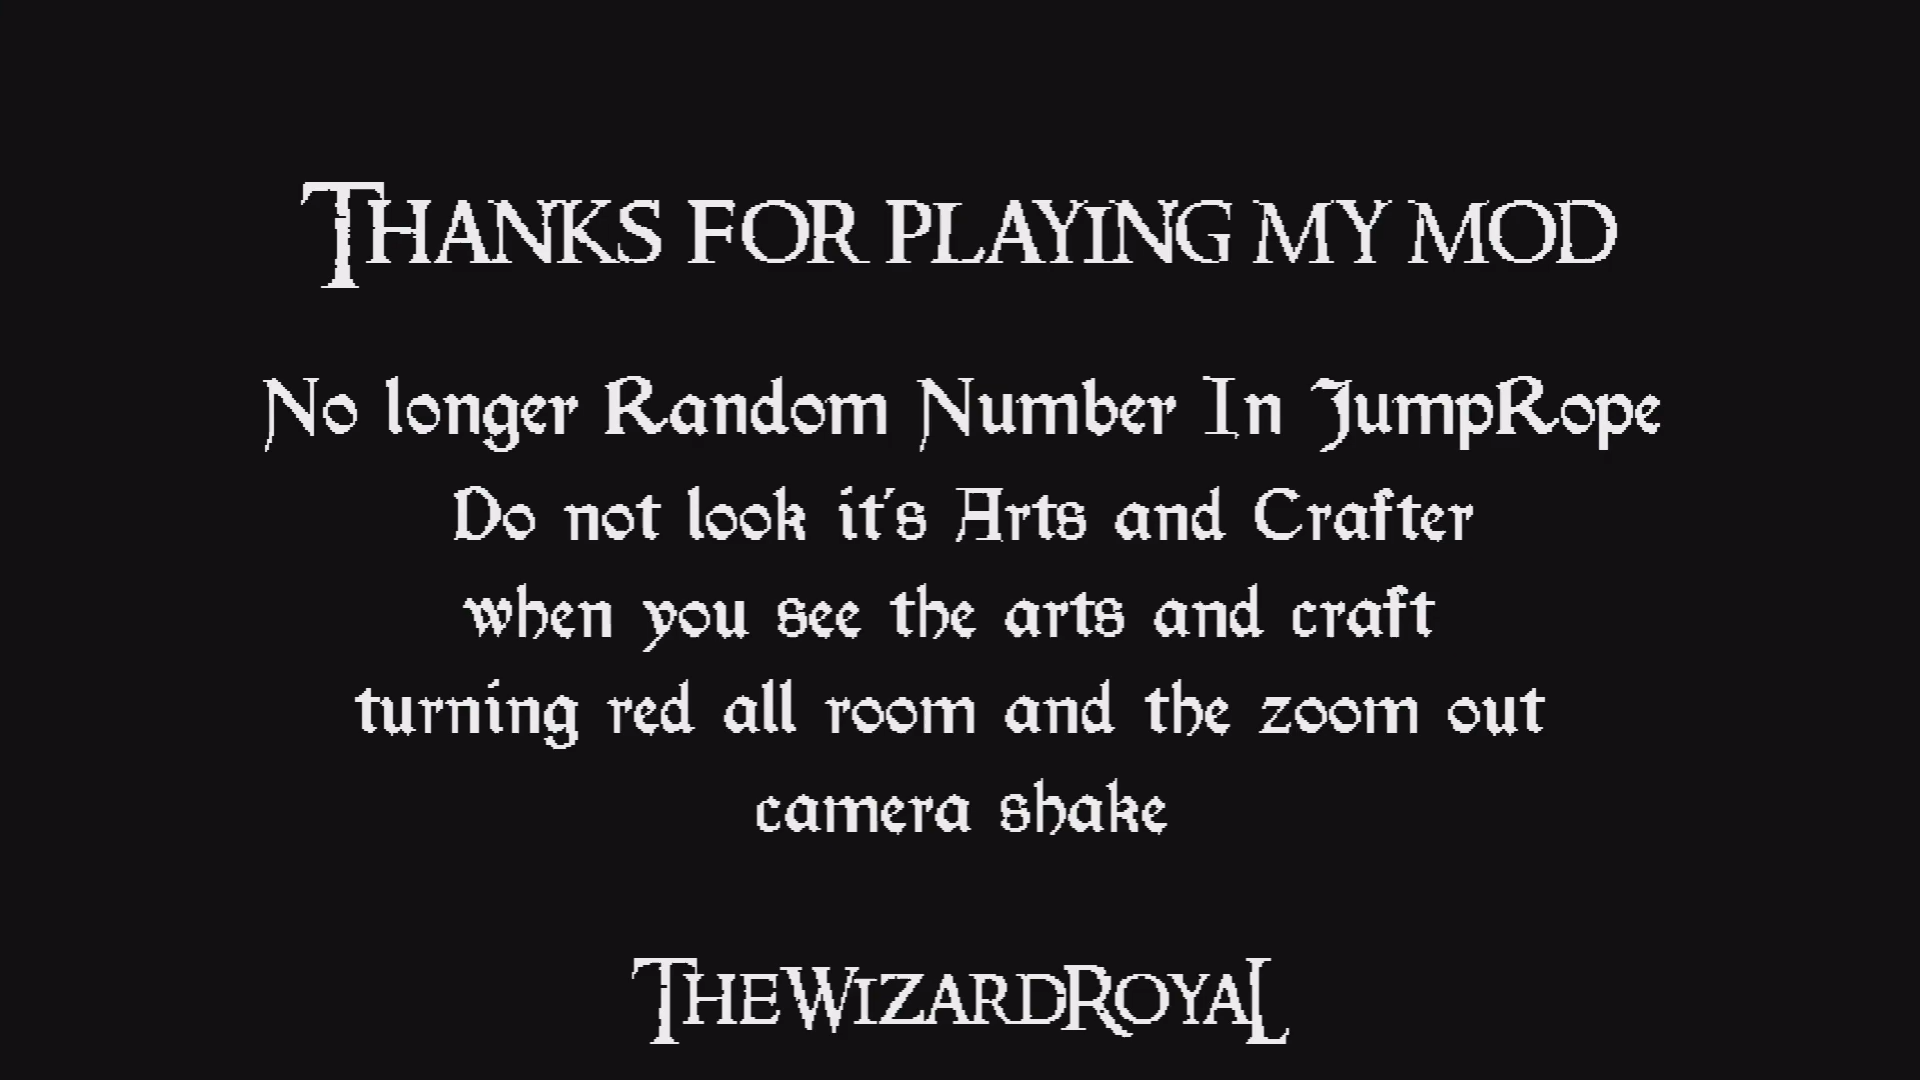 Thanks for playing my mod
No longer Random Number In JumpRope
Do not look it's Arts and Crafter
when you see the arts and craft
turning red all room and the zoom out
camera shake
TheWizardRoyaL